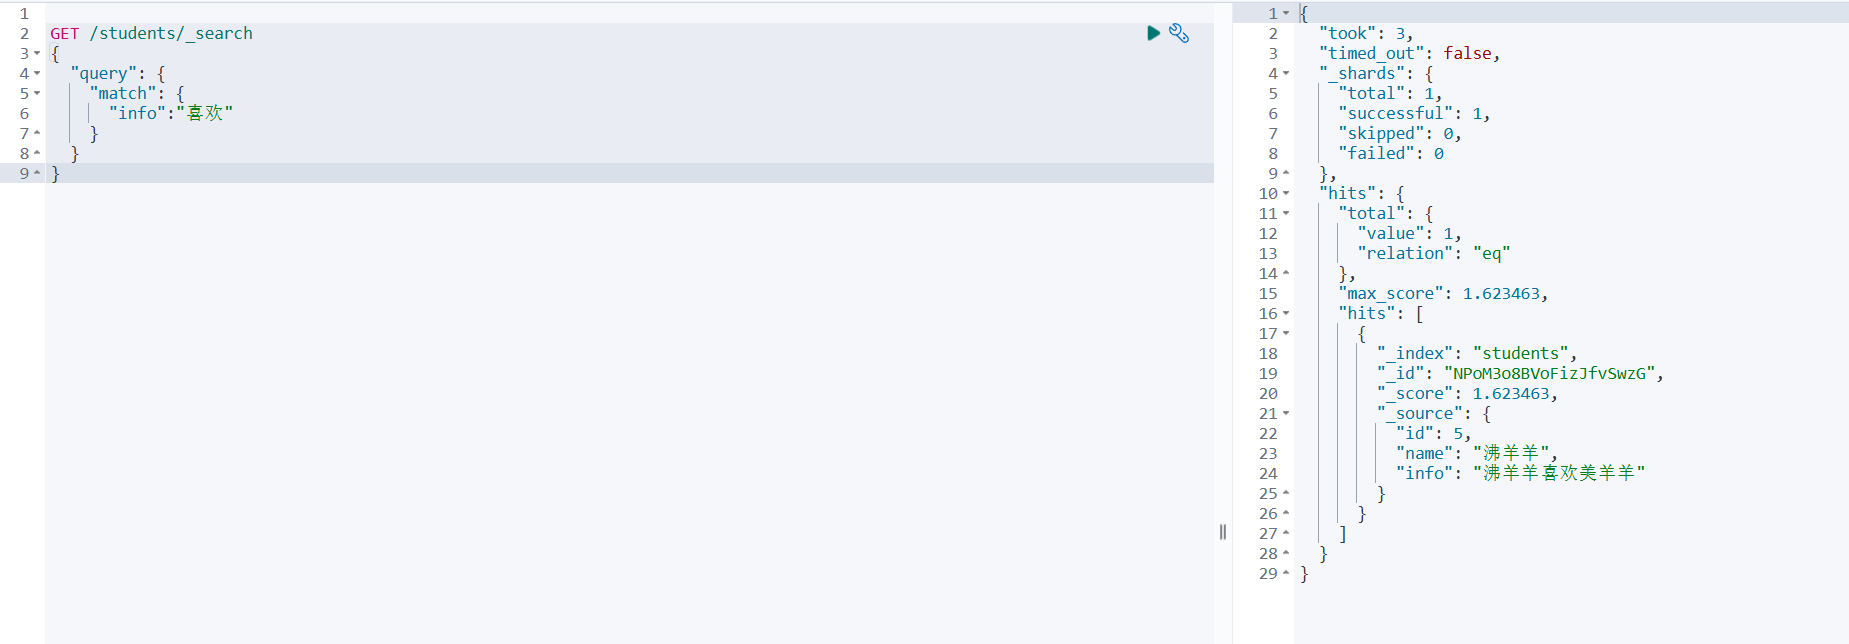 1
2 GET /students/_search
3 {
4 "query": {
5 "match": {
6 "info":"喜欢"
7 }
8 }
9 }
1 {
2 "took": 3,
3 "timed_out": false,
4 "_shards": {
5 "total": 1,
6 "successful": 1,
7 "skipped": 0,
8 "failed": 0
9 },
10 "hits": {
11 "total": {
12 "value": 1,
13 "relation": "eq"
14 },
15 "max_score": 1.623463,
16 "hits": [
17 {
18 "_index": "students",
19 "_id": "NPoM3o8BVoFizJfvSwzG",
20 "_score": 1.623463,
21 "_source": {
22 "id": 5,
23 "name": "沸羊羊",
24 "info": "沸羊羊喜欢美羊羊"
25 }
26 }
27 ]
28 }
29 }